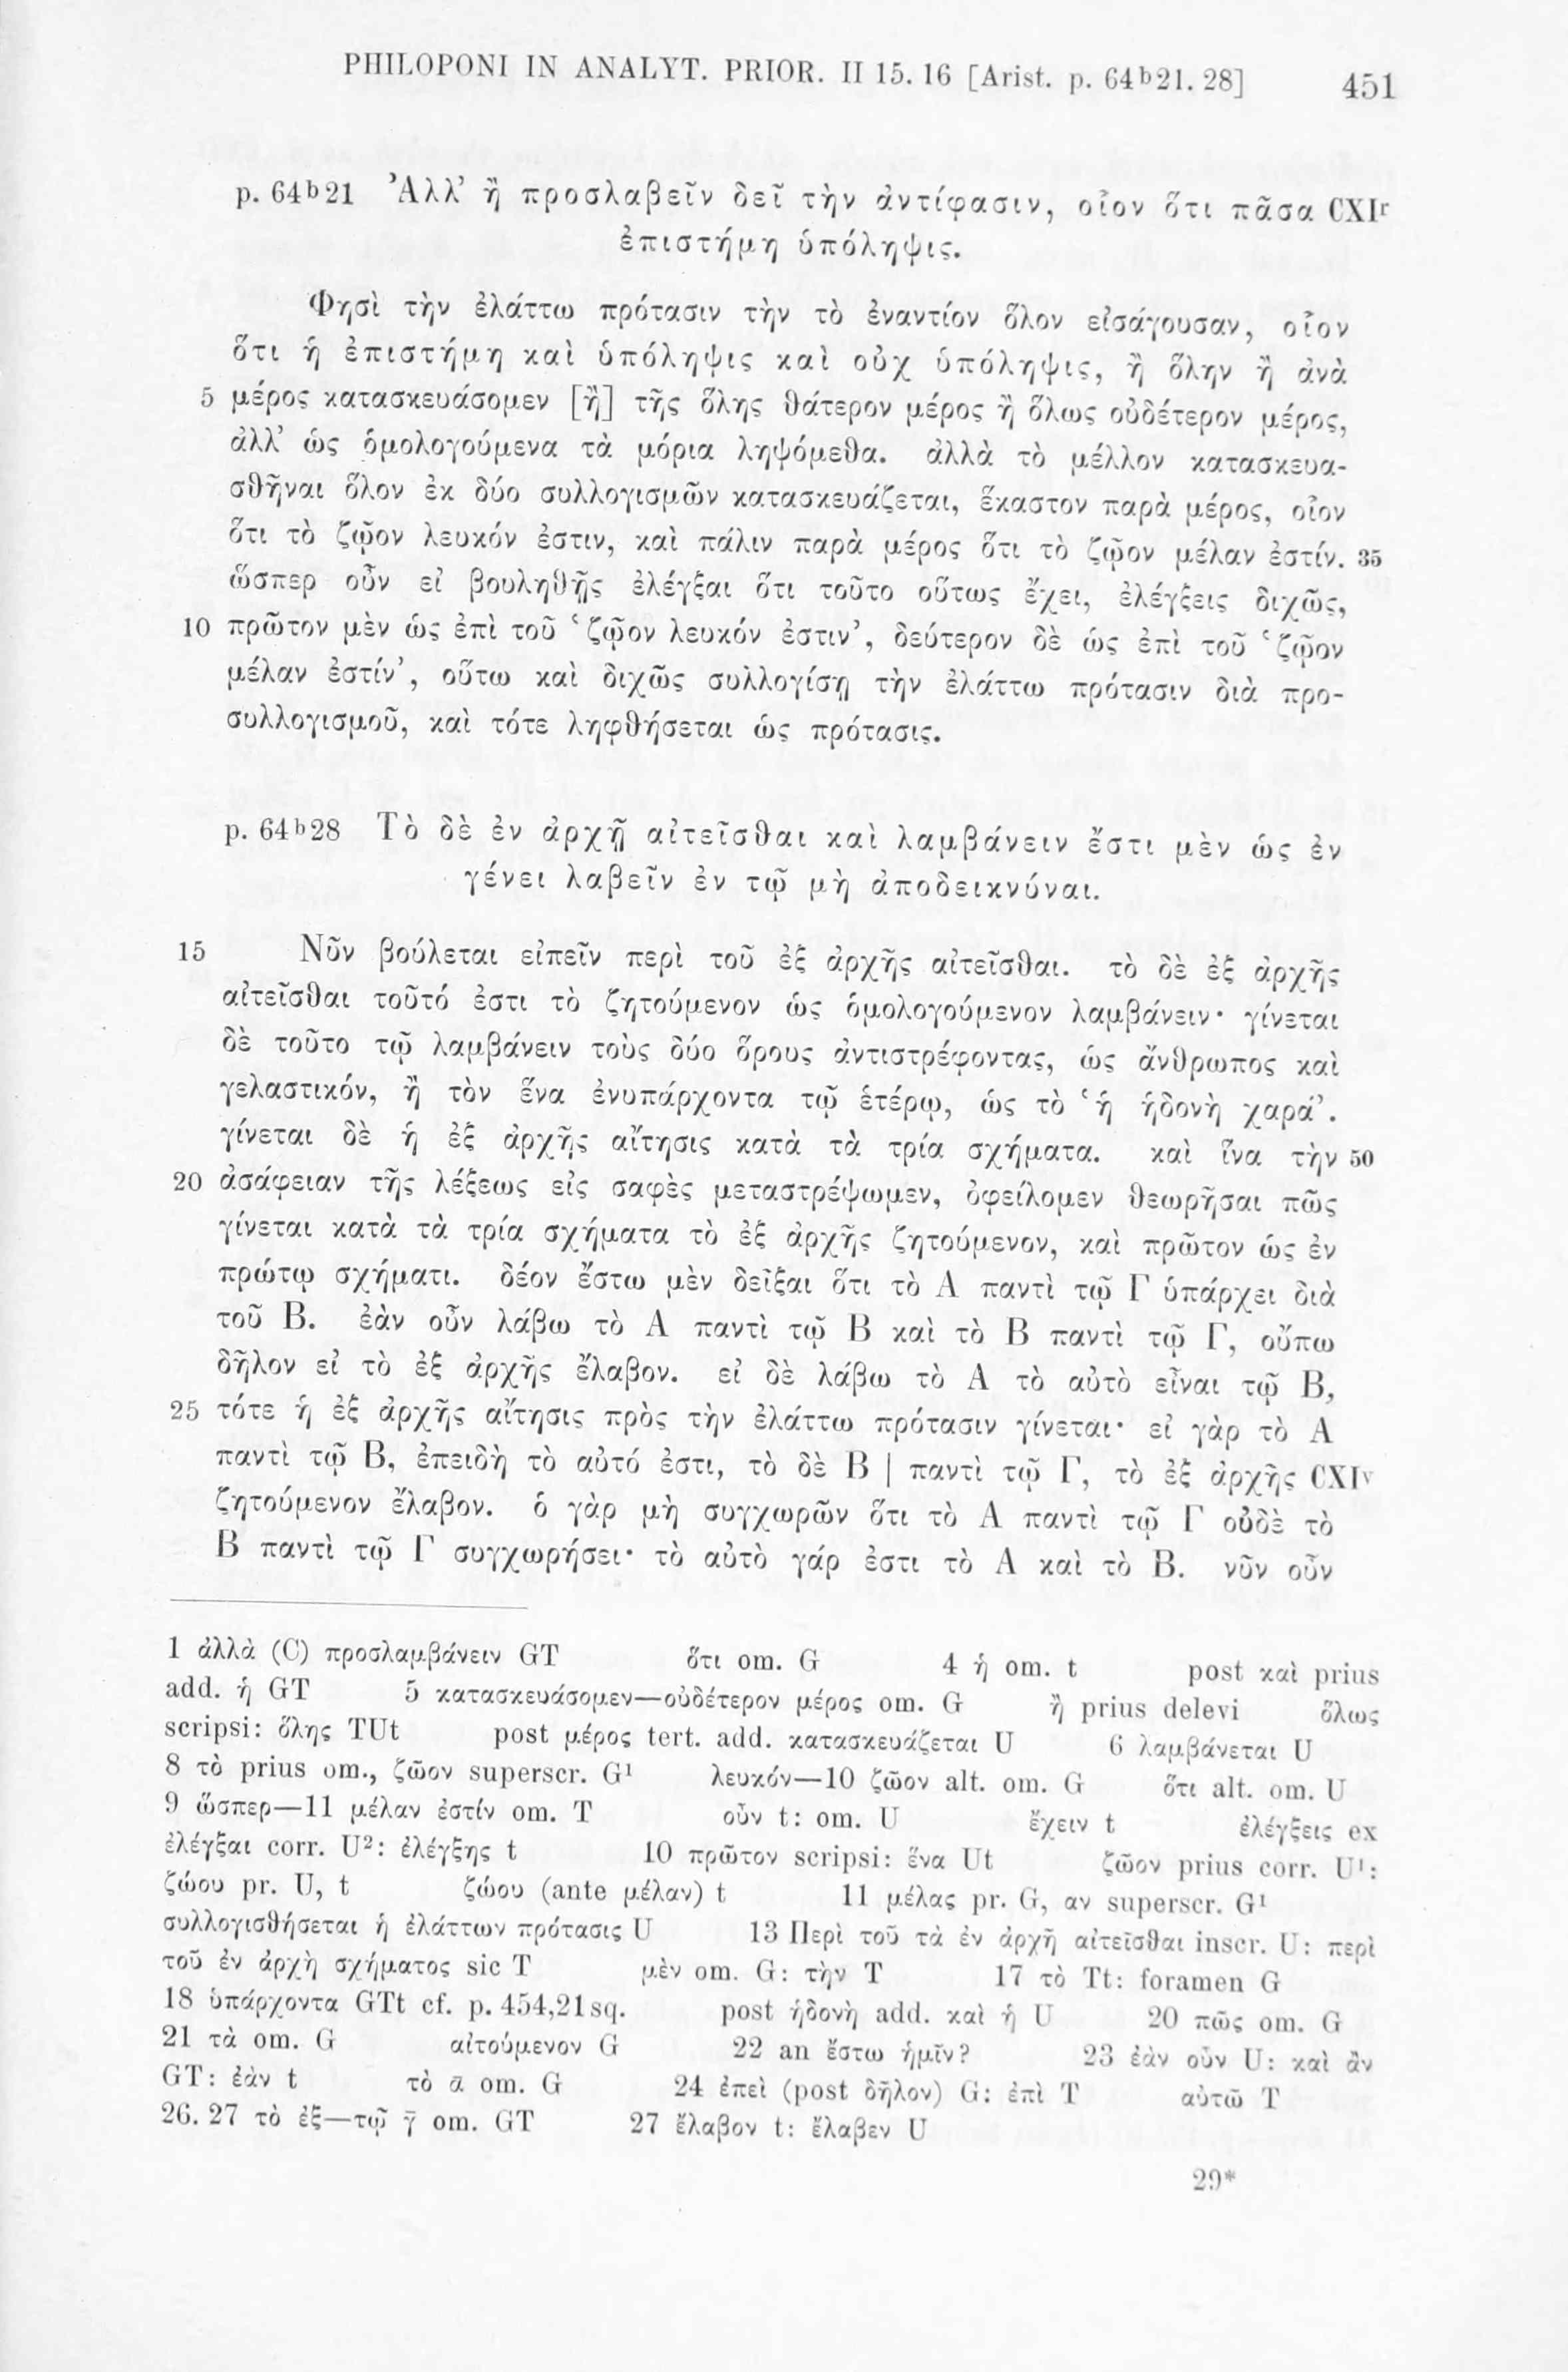 PHILOPONI IN ANALYT. PRIOR. II 15. 16 [Arist. p. 64ᵇ21. 28] 451
p. 64ᵇ21 Ἀλλ’ ἢ προσλαβεῖν δεῖ τὴν ἀντίφασιν, οἷον ὅτι πᾶσα CXIʳ
ἐπιστήμη ὑπόληψις.
Φησὶ τὴν ἐλάττω πρότασιν τὴν τὸ ἐναντίον ὅλον εἰσάγουσαν, οἷον
ὅτι ἡ ἐπιστήμη καὶ ὑπόληψις καὶ οὐχ ὑπόληψις, ἢ ὅλην ἢ ἀνὰ
5 μέρος κατασκευάσομεν [ἢ] τῆς ὅλης θάτερον μέρος ἢ ὅλως οὐδέτερον μέρος,
ἀλλ’ ὡς ὁμολογούμενα τὰ μόρια ληψόμεθα. ἀλλὰ τὸ μέλλον κατασκευα-
σθῆναι ὅλον ἐκ δύο συλλογισμῶν κατασκευάζεται, ἕκαστον παρὰ μέρος, οἷον
ὅτι τὸ ζῷον λευκόν ἐστιν, καὶ πάλιν παρὰ μέρος ὅτι τὸ ζῷον μέλαν ἐστίν. 35
ὥσπερ οὖν εἰ βουληθῇς ἐλέγξαι ὅτι τοῦτο οὕτως ἔχει, ἐλέγξεις διχῶς,
10 πρῶτον μὲν ὡς ἐπὶ τοῦ ‘ζῷον λευκόν ἐστιν’, δεύτερον δὲ ὡς ἐπὶ τοῦ ‘ζῷον
μέλαν ἐστίν’, οὕτω καὶ διχῶς συλλογίσῃ τὴν ἐλάττω πρότασιν διὰ προ-
συλλογισμοῦ, καὶ τότε ληφθήσεται ὡς πρότασις.
p. 64ᵇ28 Τὸ δὲ ἐν ἀρχῇ αἰτεῖσθαι καὶ λαμβάνειν ἔστι μὲν ὡς ἐν
γένει λαβεῖν ἐν τῷ μὴ ἀποδεικνύναι.
15 Νῦν βούλεται εἰπεῖν περὶ τοῦ ἐξ ἀρχῆς αἰτεῖσθαι. τὸ δὲ ἐξ ἀρχῆς
αἰτεῖσθαι τοῦτό ἐστι τὸ ζητούμενον ὡς ὁμολογούμενον λαμβάνειν· γίνεται
δὲ τοῦτο τῷ λαμβάνειν τοὺς δύο ὅρους ἀντιστρέφοντας, ὡς ἄνθρωπος καὶ
γελαστικόν, ἢ τὸν ἕνα ἐνυπάρχοντα τῷ ἑτέρῳ, ὡς τὸ ‘ἡ ἡδονὴ χαρά’.
γίνεται δὲ ἡ ἐξ ἀρχῆς αἴτησις κατὰ τὰ τρία σχήματα. καὶ ἵνα τὴν 50
20 ἀσάφειαν τῆς λέξεως εἰς σαφὲς μεταστρέψωμεν, ὀφείλομεν θεωρῆσαι πῶς
γίνεται κατὰ τὰ τρία σχήματα τὸ ἐξ ἀρχῆς ζητούμενον, καὶ πρῶτον ὡς ἐν
πρώτῳ σχήματι. δέον ἔστω μὲν δεῖξαι ὅτι τὸ Α παντὶ τῷ Γ ὑπάρχει διὰ
τοῦ Β. ἐὰν οὖν λάβω τὸ Α παντὶ τῷ Β καὶ τὸ Β παντὶ τῷ Γ, οὔπω
δῆλον εἰ τὸ ἐξ ἀρχῆς ἔλαβον. εἰ δὲ λάβω τὸ Α τὸ αὐτὸ εἶναι τῷ Β,
25 τότε ἡ ἐξ ἀρχῆς αἴτησις πρὸς τὴν ἐλάττω πρότασιν γίνεται· εἰ γὰρ τὸ Α
παντὶ τῷ Β, ἐπειδὴ τὸ αὐτό ἐστι, τὸ δὲ Β | παντὶ τῷ Γ, τὸ ἐξ ἀρχῆς CXIᵛ
ζητούμενον ἔλαβον. ὁ γὰρ μὴ συγχωρῶν ὅτι τὸ Α παντὶ τῷ Γ οὐδὲ τὸ
Β παντὶ τῷ Γ συγχωρήσει· τὸ αὐτὸ γάρ ἐστι τὸ Α καὶ τὸ Β. νῦν οὖν
1 ἀλλὰ (C) προσλαμβάνειν GT ὅτι om. G 4 ἡ om. t post καὶ prius
add. ἡ GT 5 κατασκευάσομεν—οὐδέτερον μέρος om. G ἢ prius delevi ὅλως
scripsi: ὅλης TUt post μέρος tert. add. κατασκευάζεται U 6 λαμβάνεται U
8 τὸ prius om., ζῶον superscr. G¹ λευκόν—10 ζῶον alt. om. G ὅτι alt. om. U
9 ὥσπερ—11 μέλαν ἐστίν om. T οὖν t: om. U ἔχειν t ἐλέγξεις ex
ἐλέγξαι corr. U²: ἐλέγξης t 10 πρῶτον scripsi: ἕνα Ut ζῶον prius corr. U¹:
ζώου pr. U, t ζώου (ante μέλαν) t 11 μέλας pr. G, αν superscr. G¹
συλλογισθήσεται ἡ ἐλάττων πρότασις U 13 Περὶ τοῦ τὰ ἐν ἀρχῆ αἰτεῖσθαι inscr. U: περὶ
τοῦ ἐν ἀρχὴ σχήματος sic T μὲν om. G: τὴν T 17 τὸ Tt: foramen G
18 ὑπάρχοντα GTt cf. p. 454,21sq. post ἡδονὴ add. καὶ ἡ U 20 πῶς om. G
21 τὰ om. G αἰτούμενον G 22 an ἔστω ἡμῖν? 23 ἐὰν οὖν U: καὶ ἂν
GT: ἐὰν t τὸ ᾱ om. G 24 ἐπεὶ (post δῆλον) G: ἐπὶ T αὐτῶ T
26. 27 τὸ ἐξ—τῷ γ̄ om. GT 27 ἔλαβον t: ἔλαβεν U
29*